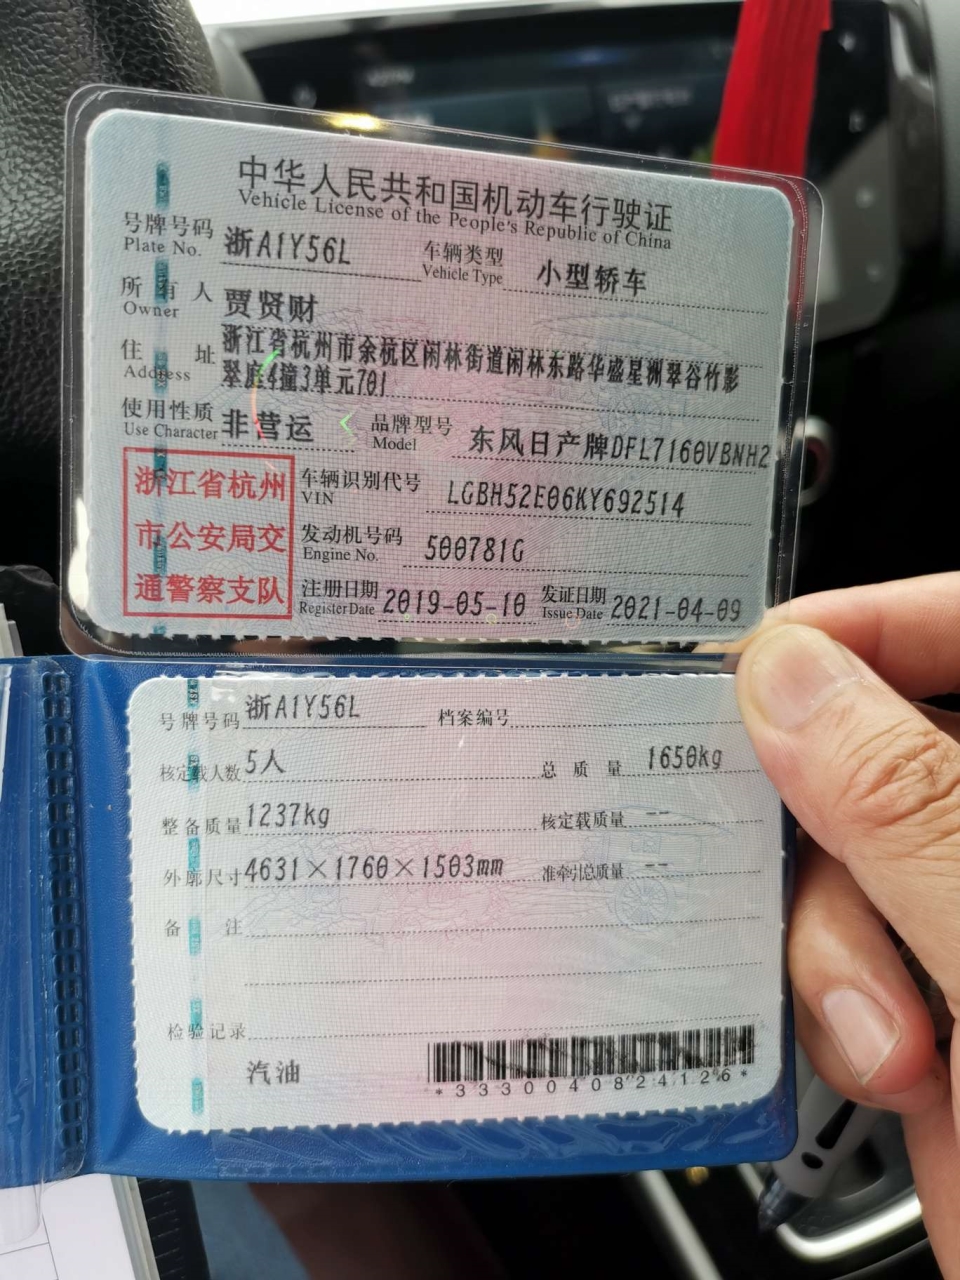 中华人民共和国机动车行驶证
Vehicle License of the People's Republic of China
号牌号码 浙A1Y56L 车辆类型 小型轿车
Plate No. Vehicle Type
所有人 贾贤财
Owner
住址 浙江省杭州市余杭区闲林街道闲林东路华盛星洲翠谷竹影
Address 翠庭4撞3单元701
使用性质 非营运 品牌型号 东风日产牌DFL7160VBNH2
Use Character Model
浙江省杭州
市公安局交
通警察支队
车辆识别代号 LGBH52E06KY692514
VIN
发动机号码 500781G
Engine No.
注册日期 2019-05-10 发证日期 2021-04-09
Register Date Issue Date
号牌号码 浙A1Y56L 档案编号
核定载人数 5人 总质量 1650kg
整备质量 1237kg 核定载质量 --
外廓尺寸 4631×1760×1503mm 准牵引总质量 --
备注
检验记录
汽油
*3330040824126*